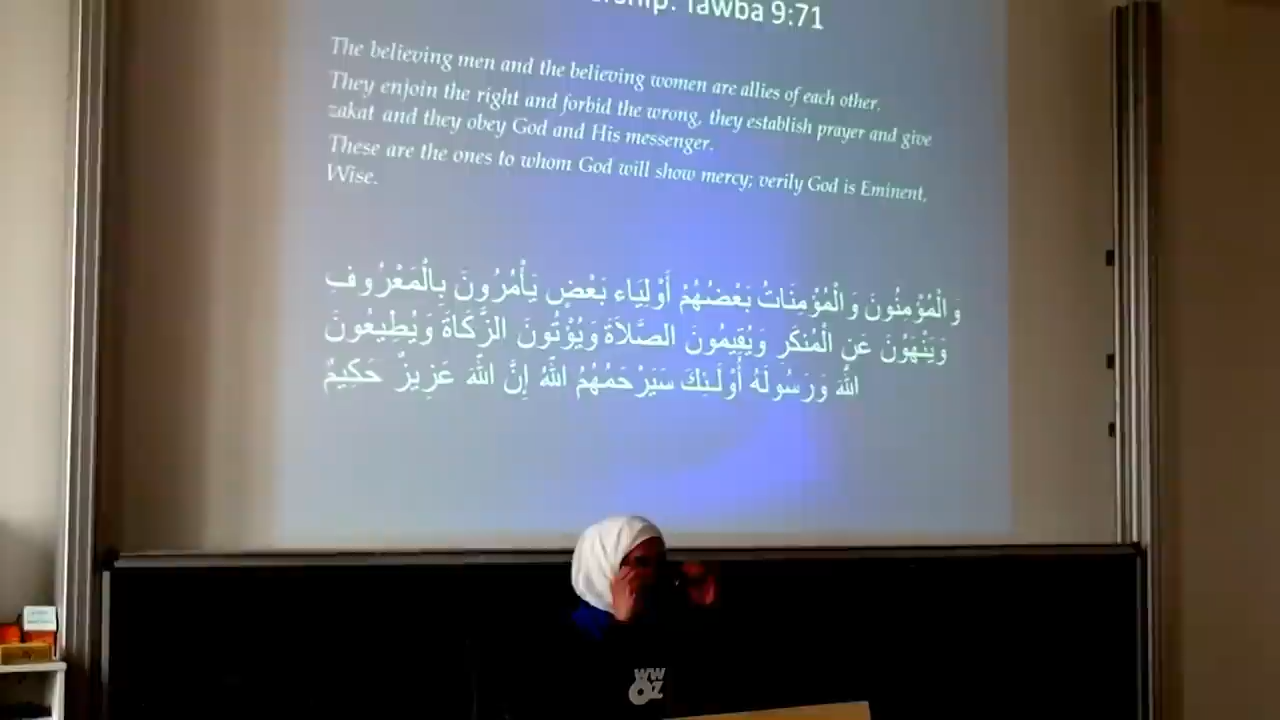 Tawba 9:71
The believing men and the believing women are allies of each other.
They enjoin the right and forbid the wrong, they establish prayer and give
zakat and they obey God and His messenger.
These are the ones to whom God will show mercy; verily God is Eminent,
Wise.
وَالْمُؤْمِنُونَ وَالْمُؤْمِنَاتُ بَعْضُهُمْ أَوْلِيَاء بَعْضٍ يَأْمُرُونَ بِالْمَعْرُوفِ
وَيَنْهَوْنَ عَنِ الْمُنكَرِ وَيُقِيمُونَ الصَّلاَةَ وَيُؤْتُونَ الزَّكَاةَ وَيُطِيعُونَ
اللّهَ وَرَسُولَهُ أُوْلَـئِكَ سَيَرْحَمُهُمُ اللّهُ إِنَّ اللّهَ عَزِيزٌ حَكِيمٌ